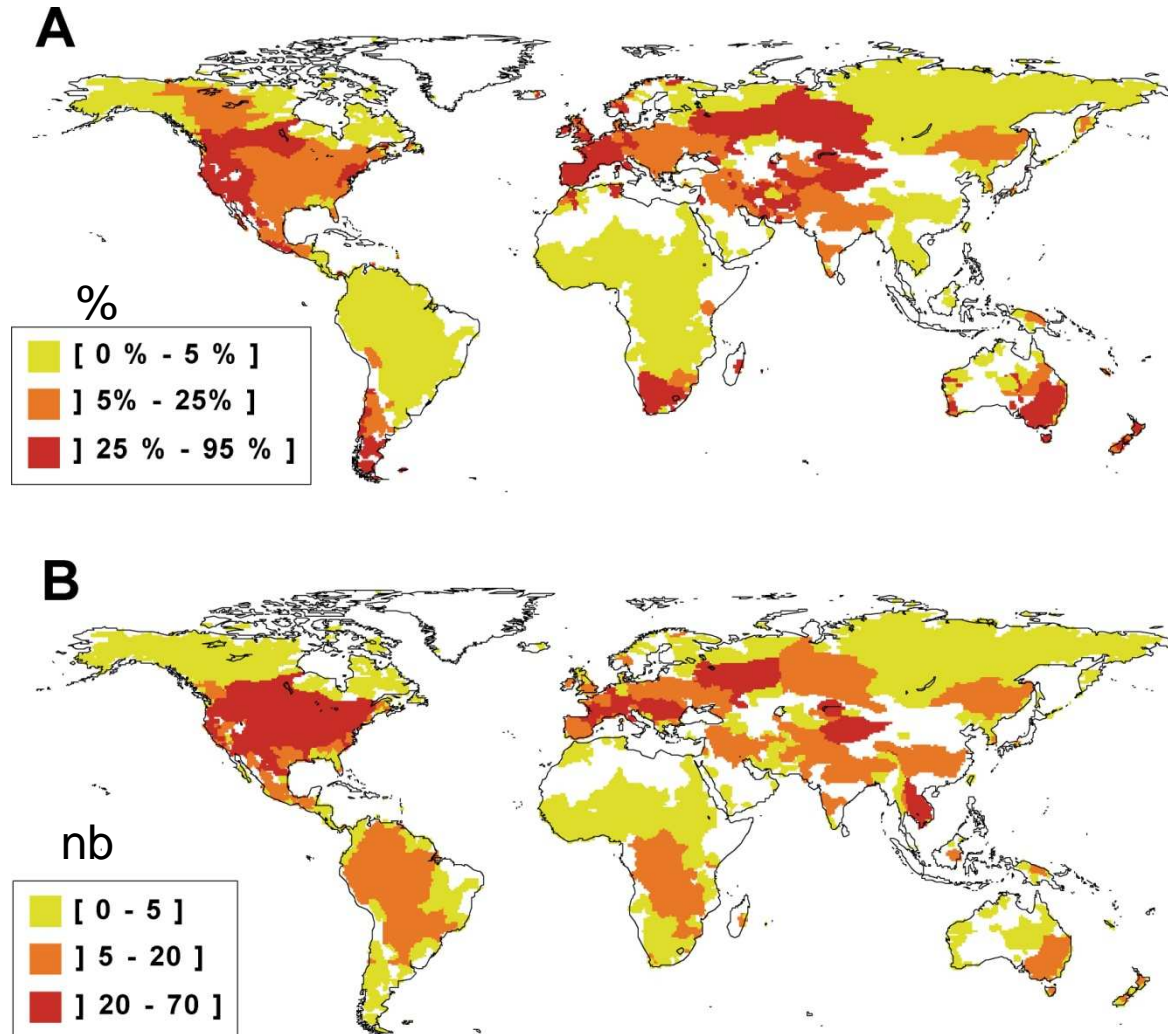 A
%
[ 0 % - 5 % ]
] 5% - 25% ]
] 25 % - 95 % ]
B
nb
[ 0 - 5 ]
] 5 - 20 ]
] 20 - 70 ]